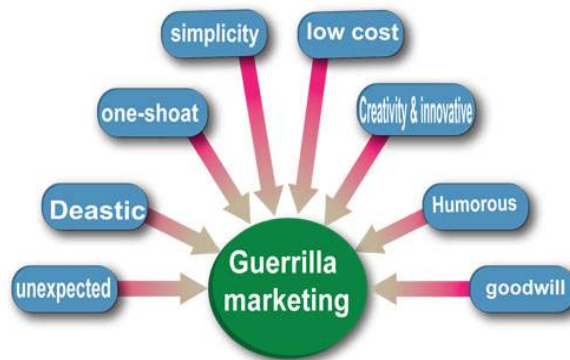 simplicity
low cost
one-shoat
Creativity & innovative
Deastic
Humorous
unexpected
goodwill
Guerrilla
marketing